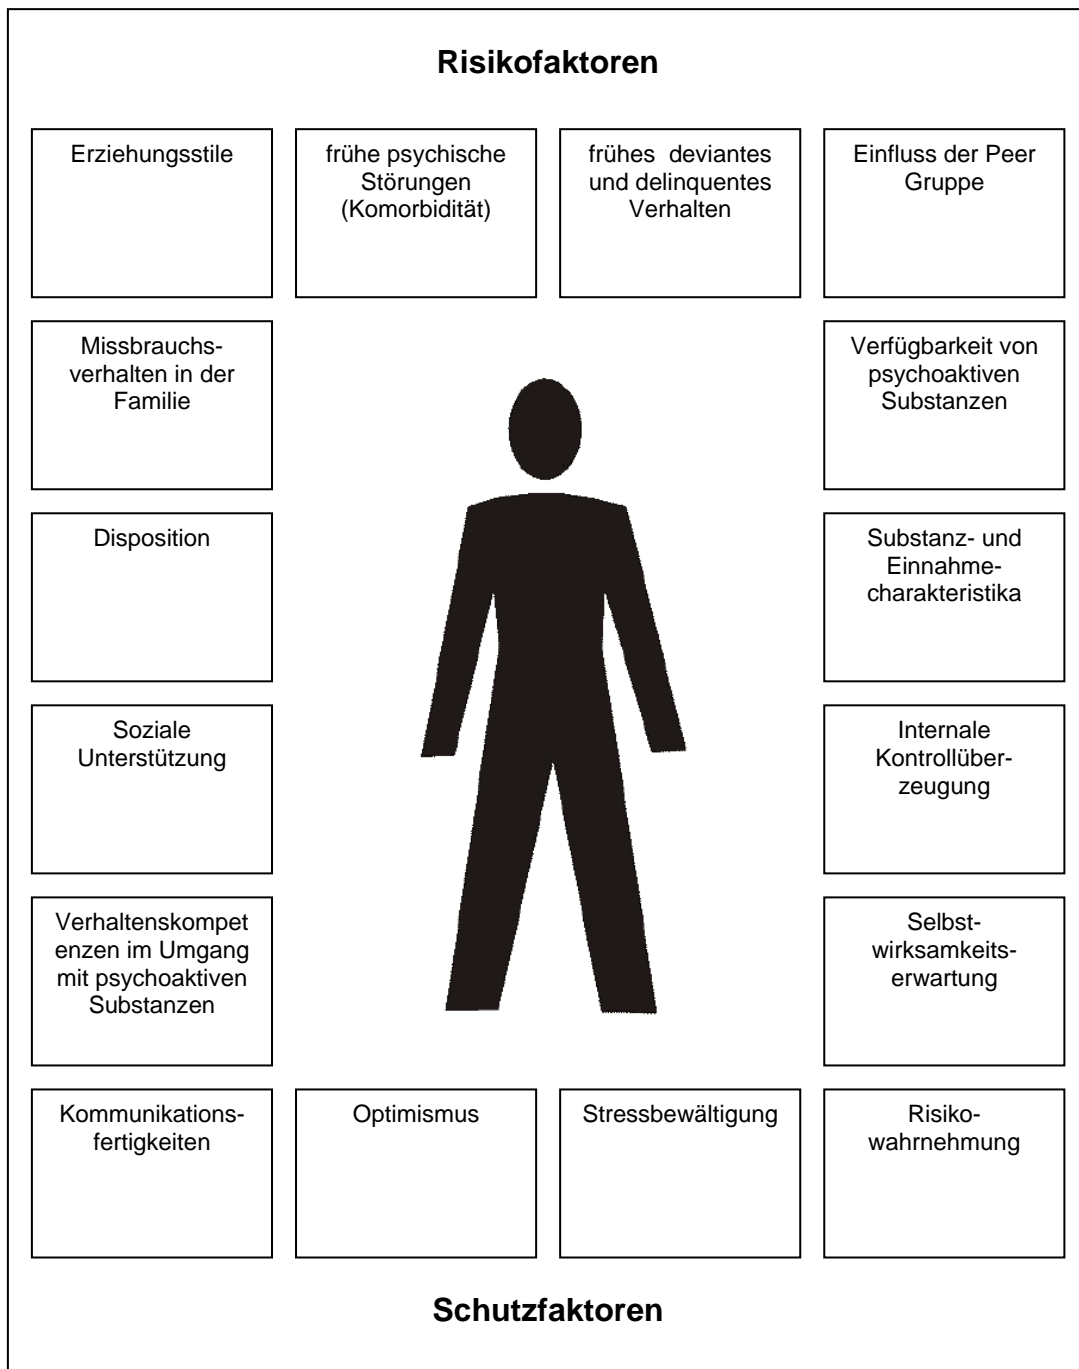 Risikofaktoren
Erziehungsstile
frühe psychische
Störungen
(Komorbidität)
frühes deviantes
und delinquentes
Verhalten
Einfluss der Peer
Gruppe
Missbrauchs-
verhalten in der
Familie
Verfügbarkeit von
psychoaktiven
Substanzen
Disposition
Substanz- und
Einnahme-
charakteristika
Soziale
Unterstützung
Internale
Kontrollüber-
zeugung
Verhaltenskompet
enzen im Umgang
mit psychoaktiven
Substanzen
Selbst-
wirksamkeits-
erwartung
Kommunikations-
fertigkeiten
Optimismus
Stressbewältigung
Risiko-
wahrnehmung
Schutzfaktoren